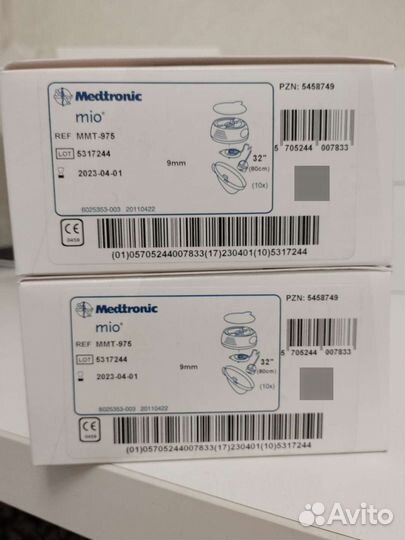 Medtronic
PZN: 5458749
mio®
REF MMT-975
LOT 5317244
2023-04-01
9mm
32"
(80cm)
(10x)
5 705244 007833
6025353-003 20110422
CE
0459
(01)05705244007833(17)230401(10)5317244
Medtronic
PZN: 5458749
mio®
REF MMT-975
LOT 5317244
2023-04-01
9mm
32"
(80cm)
(10x)
5 705244 007833
6025353-003 20110422
CE
0459
(01)05705244007833(17)230401(10)5317244
Avito